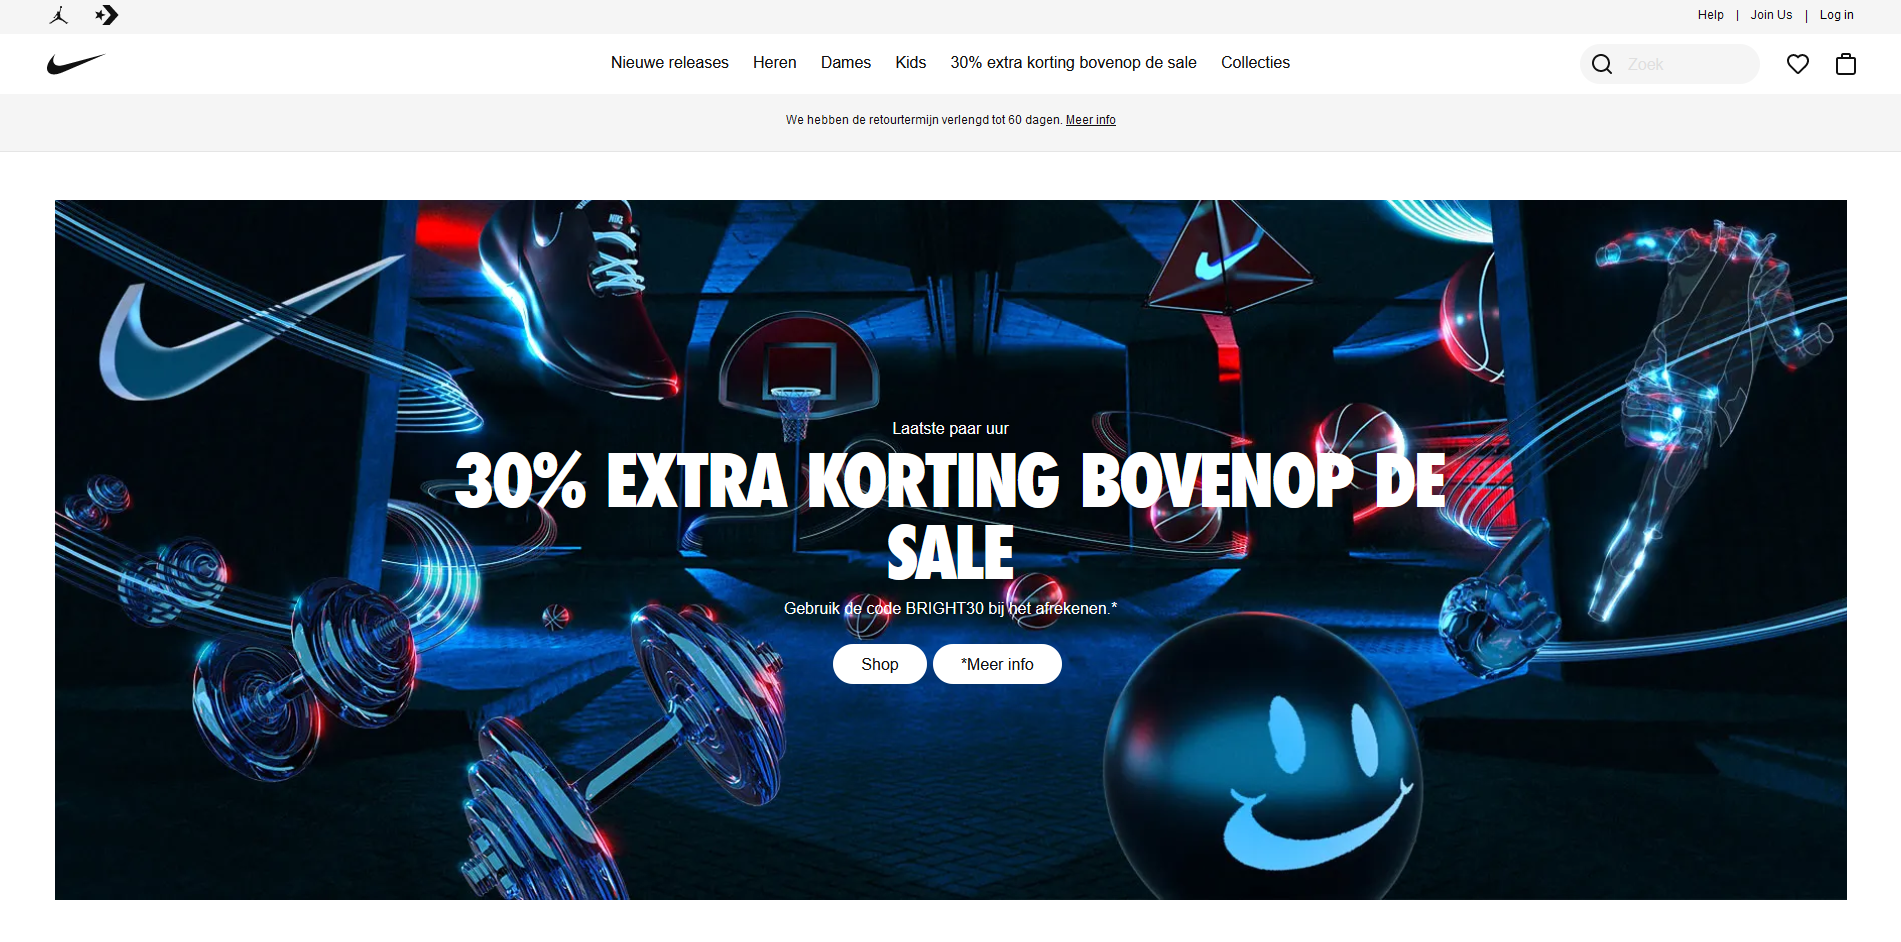 Help | Join Us | Log in
Nieuwe releases Heren Dames Kids 30% extra korting bovenop de sale Collecties Zoek
We hebben de retourtermijn verlengd tot 60 dagen. Meer info
NIKE
Laatste paar uur
30% EXTRA KORTING BOVENOP DE
SALE
Gebruik de code BRIGHT30 bij het afrekenen.*
Shop *Meer info